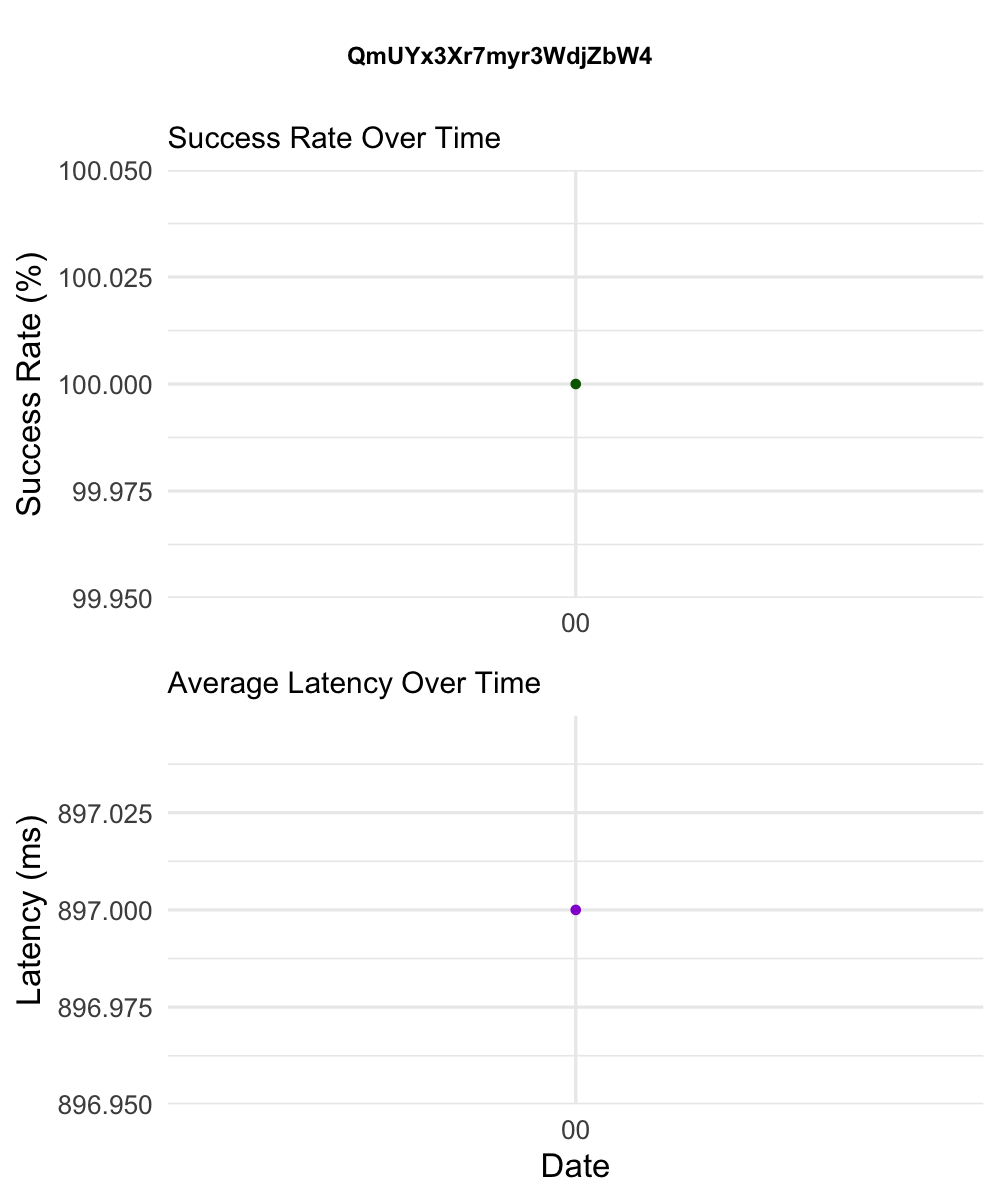 QmUYx3Xr7myr3WdjZbW4
Success Rate Over Time
Success Rate (%)
100.050
100.025
100.000
99.975
99.950
00
Average Latency Over Time
Latency (ms)
897.025
897.000
896.975
896.950
00
Date